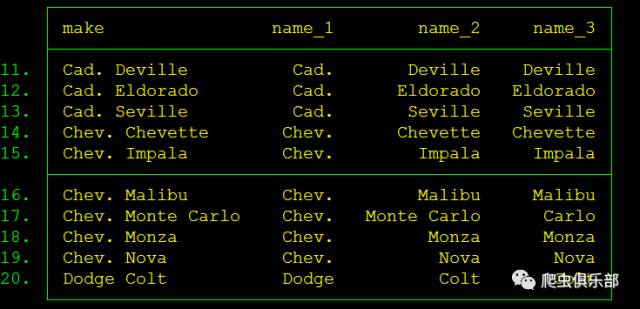 make name_1 name_2 name_3
11. Cad. Deville Cad. Deville Deville
12. Cad. Eldorado Cad. Eldorado Eldorado
13. Cad. Seville Cad. Seville Seville
14. Chev. Chevette Chev. Chevette Chevette
15. Chev. Impala Chev. Impala Impala
16. Chev. Malibu Chev. Malibu Malibu
17. Chev. Monte Carlo Chev. Monte Carlo Carlo
18. Chev. Monza Chev. Monza Monza
19. Chev. Nova Chev. Nova Nova
20. Dodge Colt Dodge Colt
爬虫俱乐部